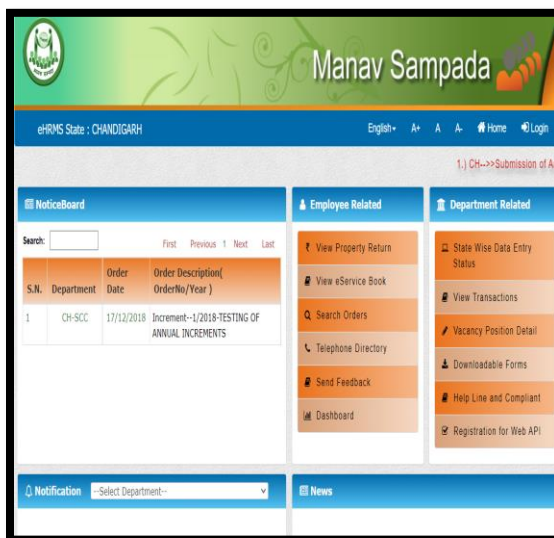 Manav Sampada
eHRMS State : CHANDIGARH
English
A+
A
A-
Home
Login
1.) CH-->>Submission of A
NoticeBoard
Search:
First Previous 1 Next Last
S.N.
Department
Order
Date
Order Description(
OrderNo/Year )
1
CH-SCC
17/12/2018
Increment--1/2018-TESTING OF
ANNUAL INCREMENTS
Employee Related
View Property Return
View eService Book
Search Orders
Telephone Directory
Send Feedback
Dashboard
Department Related
State Wise Data Entry
Status
View Transactions
Vacancy Position Detail
Downloadable Forms
Help Line and Compliant
Registration for Web API
Notification
--Select Department--
News